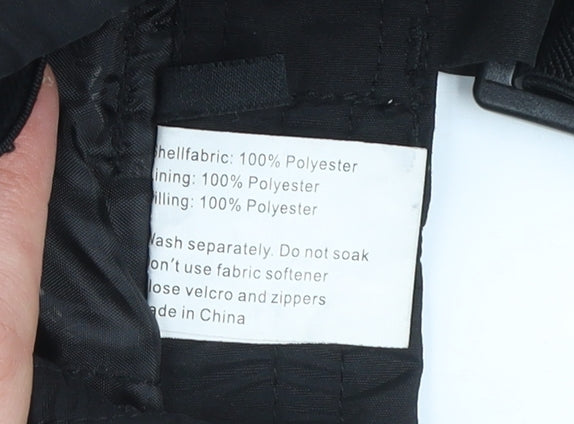 hellfabric: 100% Polyester
ining: 100% Polyester
illing: 100% Polyester
ash separately. Do not soak
on't use fabric softener
lose velcro and zippers
ade in China